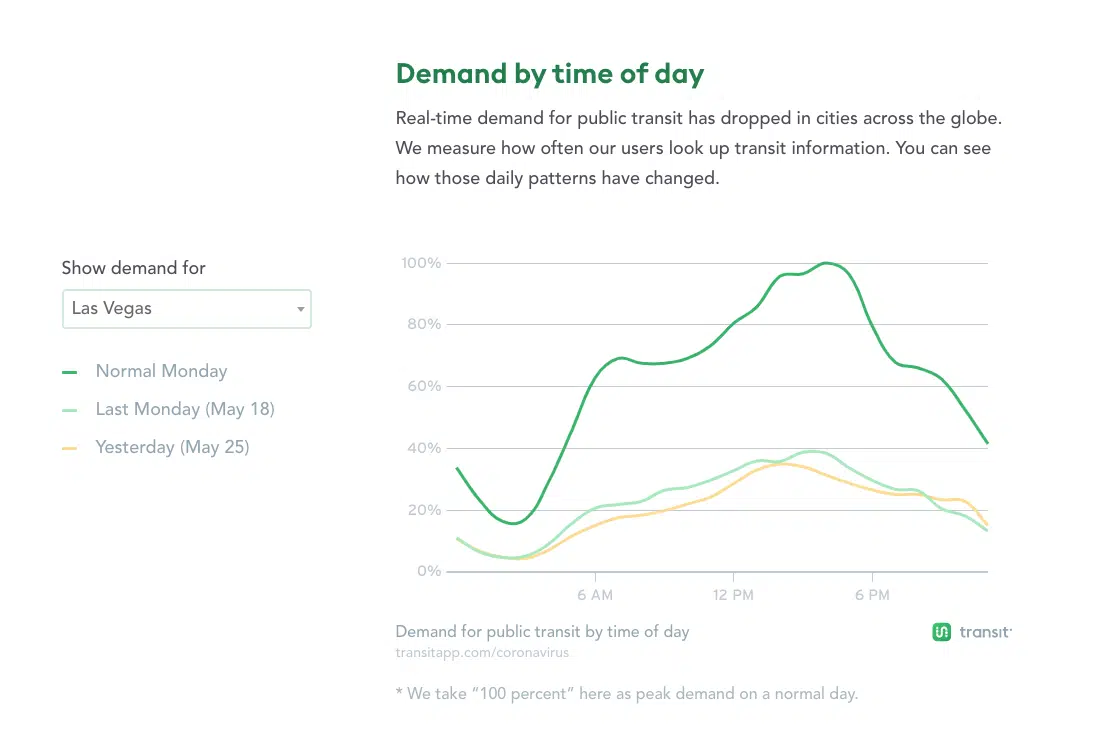 Demand by time of day
Real-time demand for public transit has dropped in cities across the globe.
We measure how often our users look up transit information. You can see
how those daily patterns have changed.
Show demand for
Las Vegas
Normal Monday
Last Monday (May 18)
Yesterday (May 25)
100%
80%
60%
40%
20%
0%
6 AM 12 PM 6 PM
Demand for public transit by time of day
transit
transitapp.com/coronavirus
* We take “100 percent” here as peak demand on a normal day.